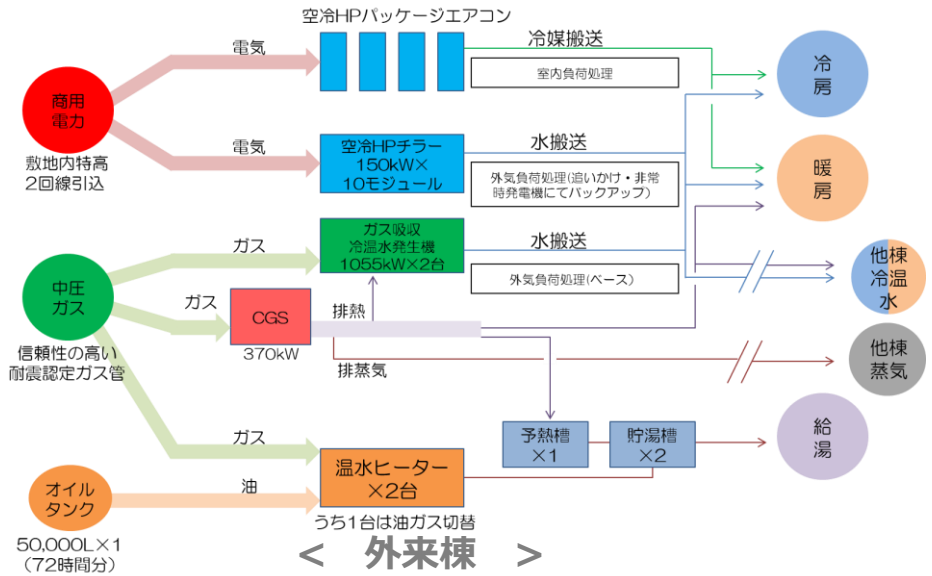 空冷HPパッケージエアコン
電気
冷媒搬送
室内負荷処理
冷
房
商用
電力
敷地内特高
2回線引込
電気
空冷HPチラー
150kW×
10モジュール
水搬送
外気負荷処理(追いかけ・非常
時発電機にてバックアップ)
暖
房
ガス
ガス吸収
冷温水発生機
1055kW×2台
水搬送
外気負荷処理(ベース)
他棟
冷温
水
中圧
ガス
信頼性の高い
耐震認定ガス管
ガス
CGS
370kW
排熱
排蒸気
他棟
蒸気
ガス
予熱槽
×1
貯湯槽
×2
給
湯
オイル
タンク
50,000L×1
(72時間分)
油
温水ヒーター
×2台
うち1台は油ガス切替
< 外来棟 >